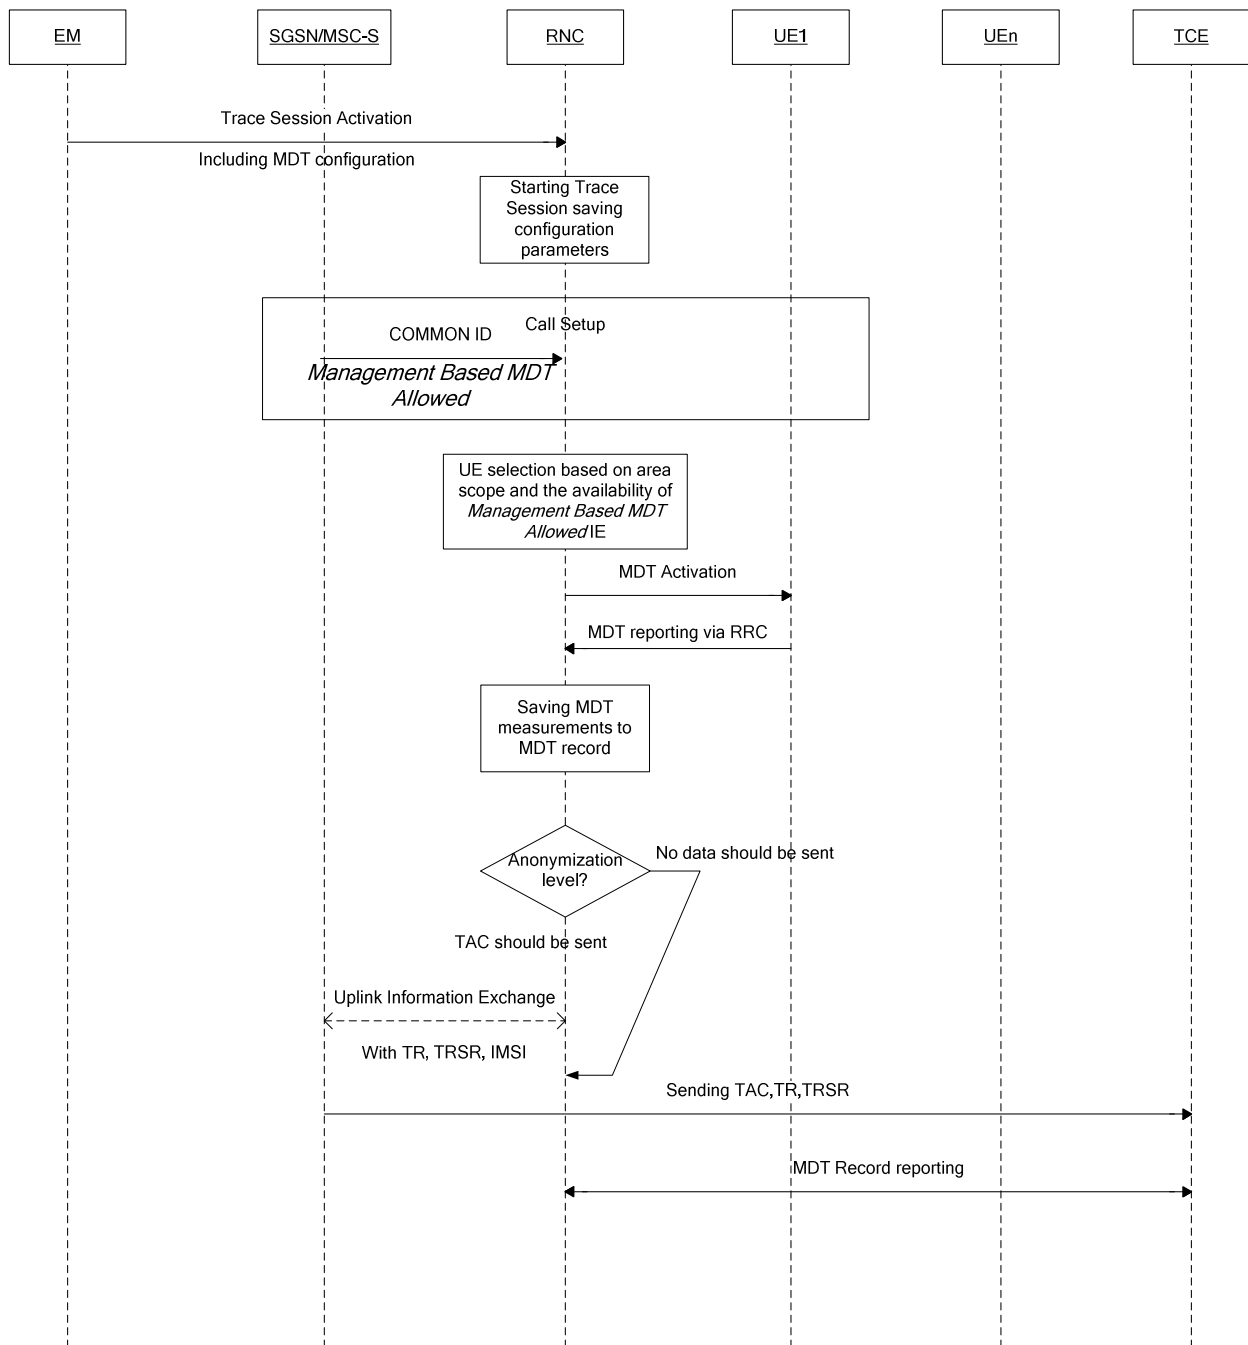 EM
SGSN/MSC-S
RNC
UE1
UEn
TCE
Trace Session Activation
Including MDT configuration
Starting Trace
Session saving
configuration
parameters
Call Setup
COMMON ID
Management Based MDT
Allowed
UE selection based on area
scope and the availability of
Management Based MDT
Allowed IE
MDT Activation
MDT reporting via RRC
Saving MDT
measurements to
MDT record
No data should be sent
Anonymization
level?
TAC should be sent
Uplink Information Exchange
With TR, TRSR, IMSI
Sending TAC,TR,TRSR
MDT Record reporting